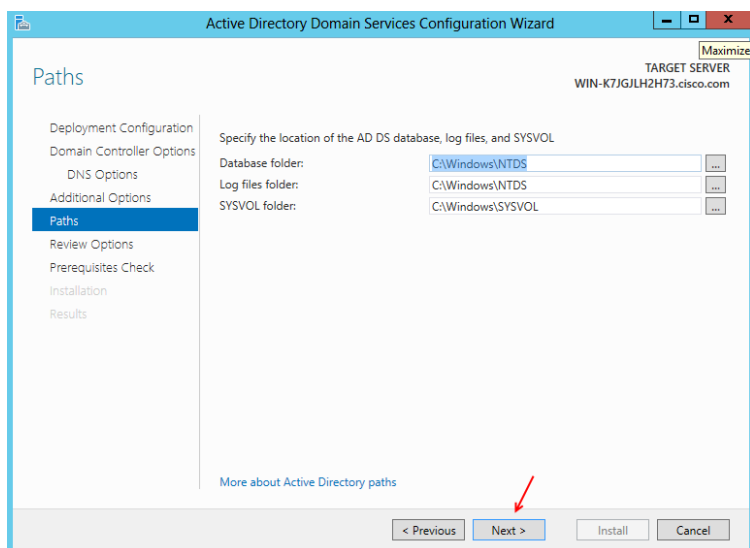 Active Directory Domain Services Configuration Wizard
Maximize
Paths
TARGET SERVER
WIN-K7JGJLH2H73.cisco.com
Deployment Configuration
Domain Controller Options
DNS Options
Additional Options
Paths
Review Options
Prerequisites Check
Installation
Results
Specify the location of the AD DS database, log files, and SYSVOL
Database folder: C:\Windows\NTDS ...
Log files folder: C:\Windows\NTDS ...
SYSVOL folder: C:\Windows\SYSVOL ...
More about Active Directory paths
< Previous Next > Install Cancel